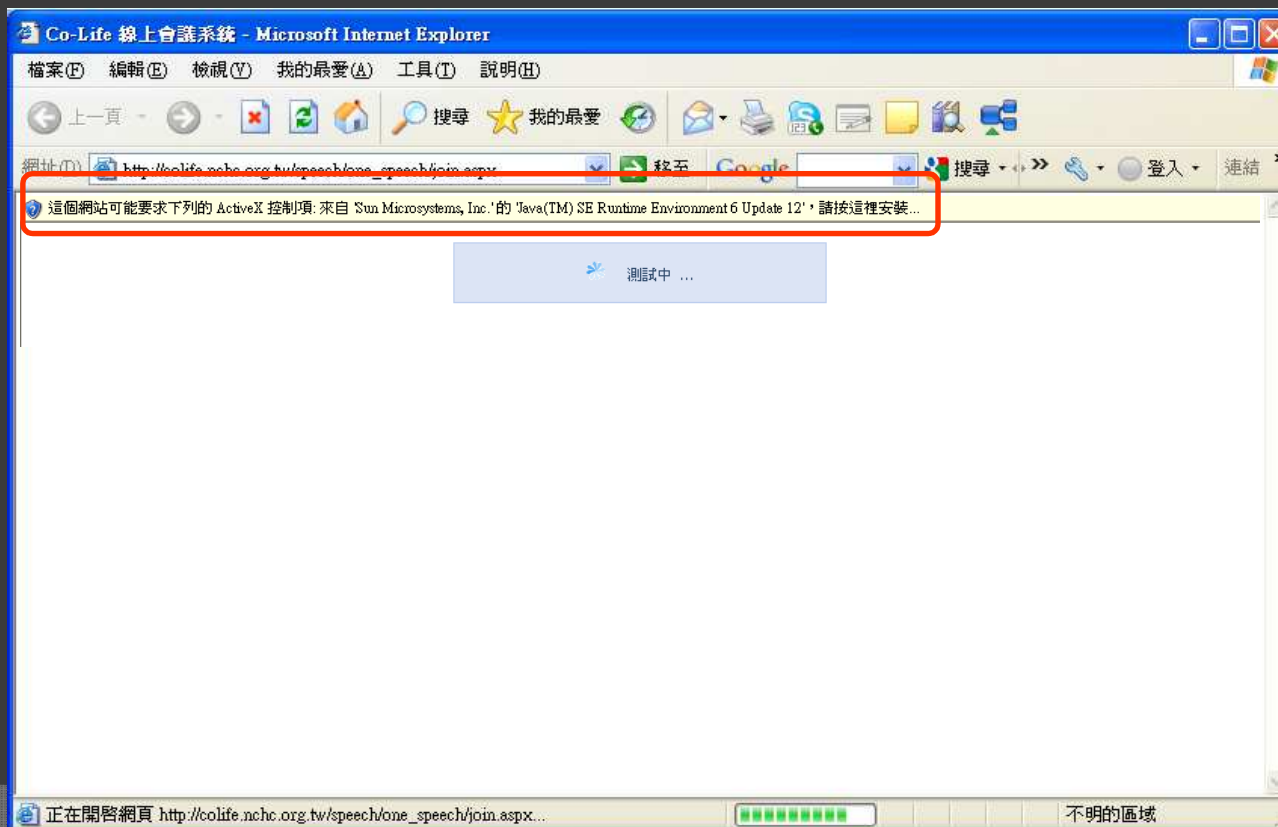 Co-Life 線上會議系統 - Microsoft Internet Explorer
檔案(F) 編輯(E) 檢視(V) 我的最愛(A) 工具(T) 說明(H)
上一頁 搜尋 我的最愛
網址(D) http://colife.nchc.org.tw/speech/one_speech/join.aspx 移至 Google 搜尋 登入 連結
這個網站可能要求下列的 ActiveX 控制項: 來自 'Sun Microsystems, Inc.' 的 'Java(TM) SE Runtime Environment 6 Update 12',請按這裡安裝...
測試中 ...
正在開啓網頁 http://colife.nchc.org.tw/speech/one_speech/join.aspx... 不明的區域